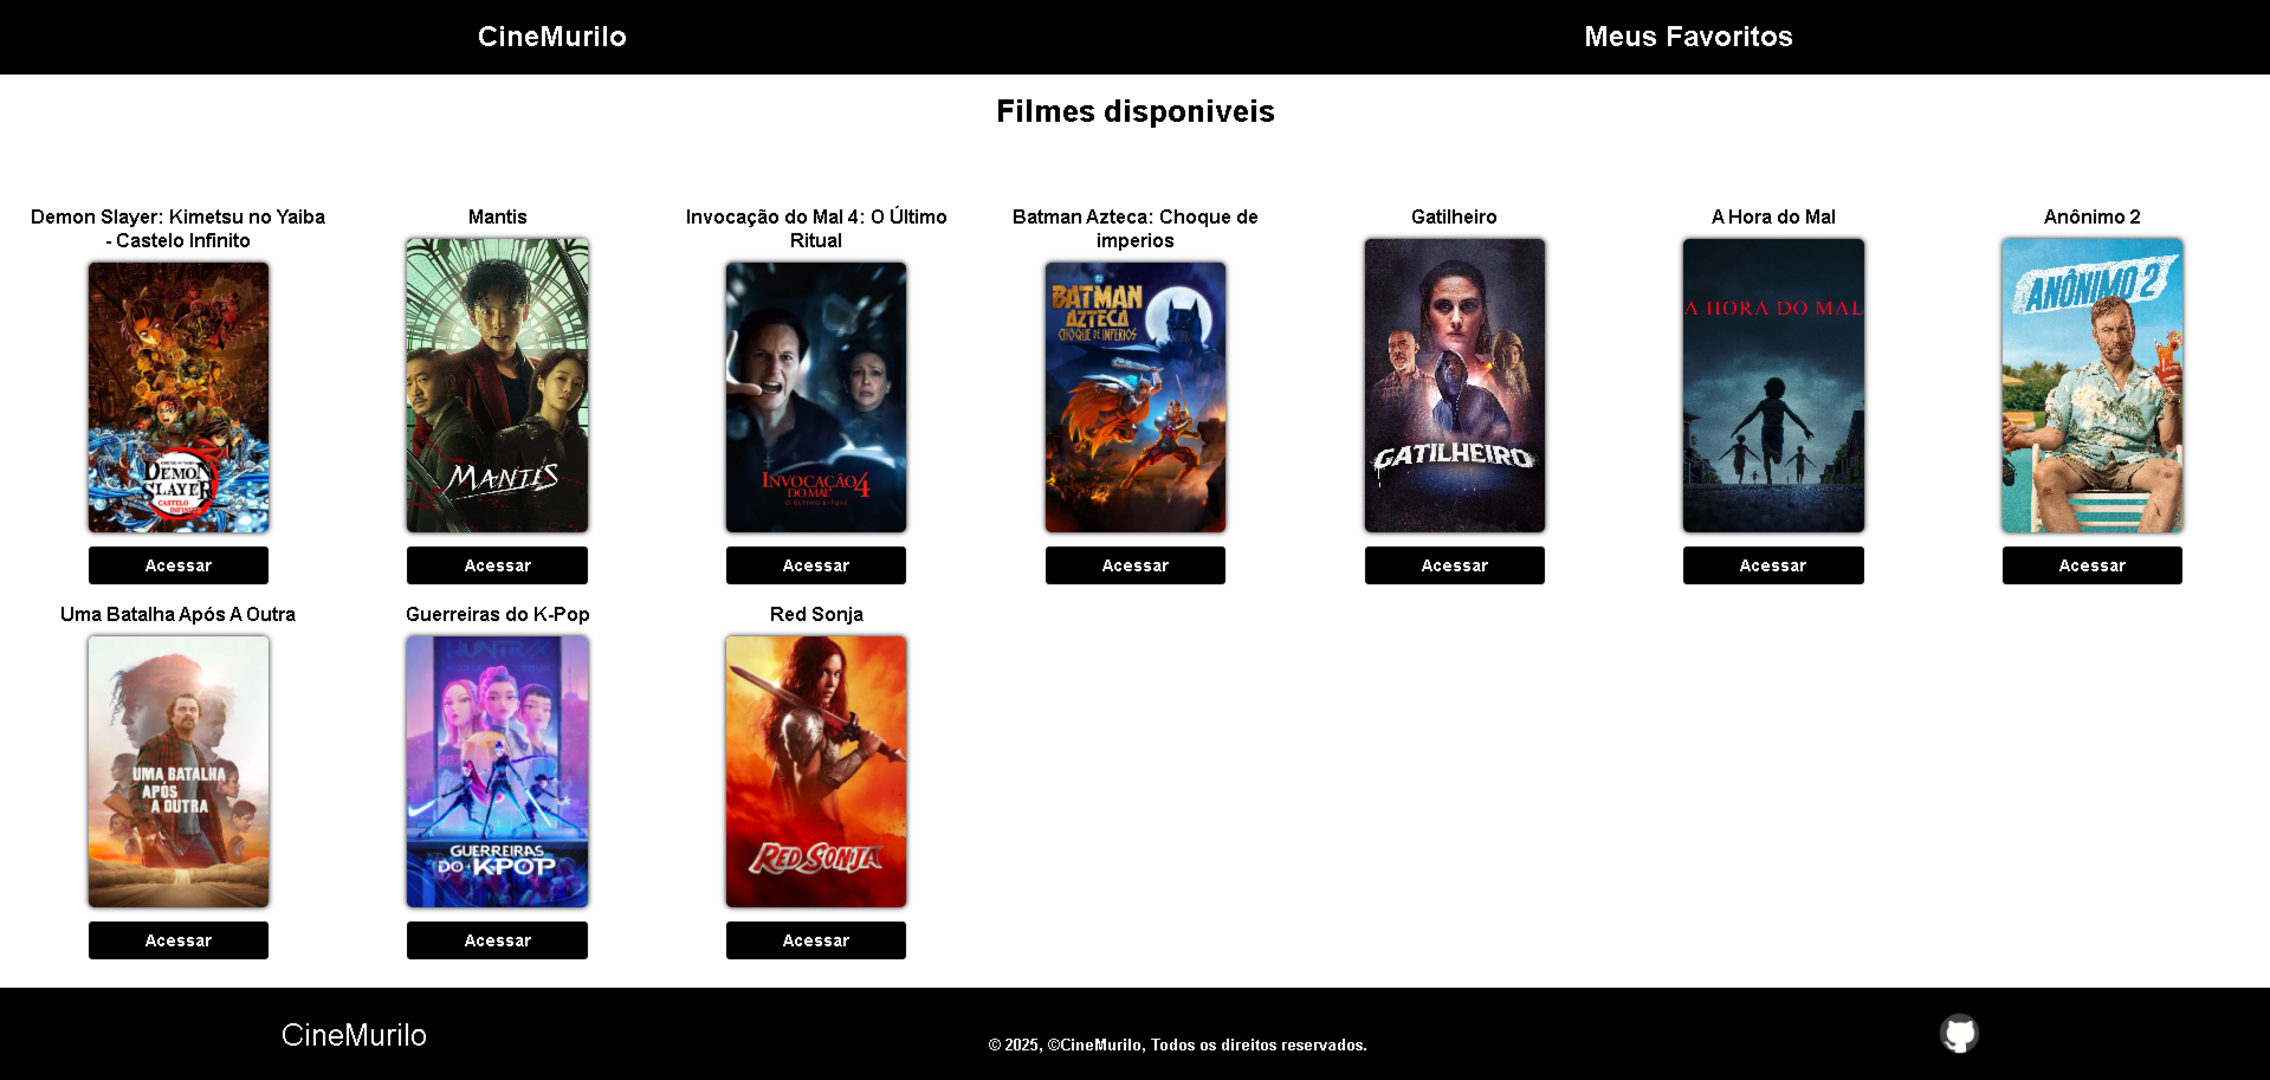 CineMurilo
Meus Favoritos
Filmes disponiveis
Demon Slayer: Kimetsu no Yaiba
- Castelo Infinito
Mantis
Invocação do Mal 4: O Último
Ritual
Batman Azteca: Choque de
imperios
Gatilheiro
A Hora do Mal
Anônimo 2
DEMON
SLAYER
CASTELO
INFINITO
MANTIS
INVOCAÇÃO 4
DO MAL
O ÚLTIMO RITUAL
BATMAN
AZTECA
CHOQUE DE IMPERIOS
GATILHEIRO
A HORA DO MAL
ANÔNIMO 2
Acessar
Acessar
Acessar
Acessar
Acessar
Acessar
Acessar
Uma Batalha Após A Outra
Guerreiras do K-Pop
Red Sonja
UMA BATALHA
APÓS
A OUTRA
HUNTR/X
TOUR
GUERREIRAS
DO K-POP
RED SONJA
Acessar
Acessar
Acessar
CineMurilo
© 2025, ©CineMurilo, Todos os direitos reservados.